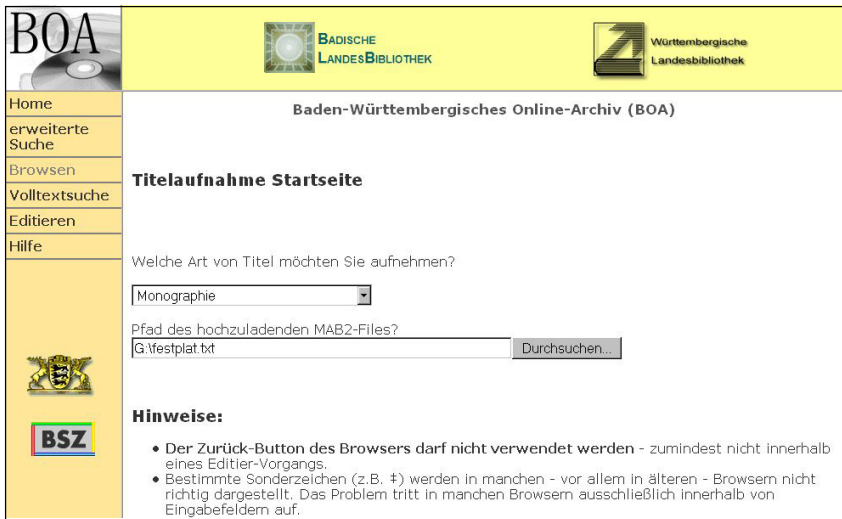 BOA
BADISCHE
LANDESBIBLIOTHEK
Württembergische
Landesbibliothek
Home
erweiterte
Suche
Browsen
Volltextsuche
Editieren
Hilfe
BSZ
Baden-Württembergisches Online-Archiv (BOA)
Titelaufnahme Startseite
Welche Art von Titel möchten Sie aufnehmen?
Monographie
Pfad des hochzuladenden MAB2-Files?
G:\festplat.txt Durchsuchen...
Hinweise:
• Der Zurück-Button des Browsers darf nicht verwendet werden - zumindest nicht innerhalb
eines Editier-Vorgangs.
• Bestimmte Sonderzeichen (z.B. ‡) werden in manchen - vor allem in älteren - Browsern nicht
richtig dargestellt. Das Problem tritt in manchen Browsern ausschließlich innerhalb von
Eingabefeldern auf.